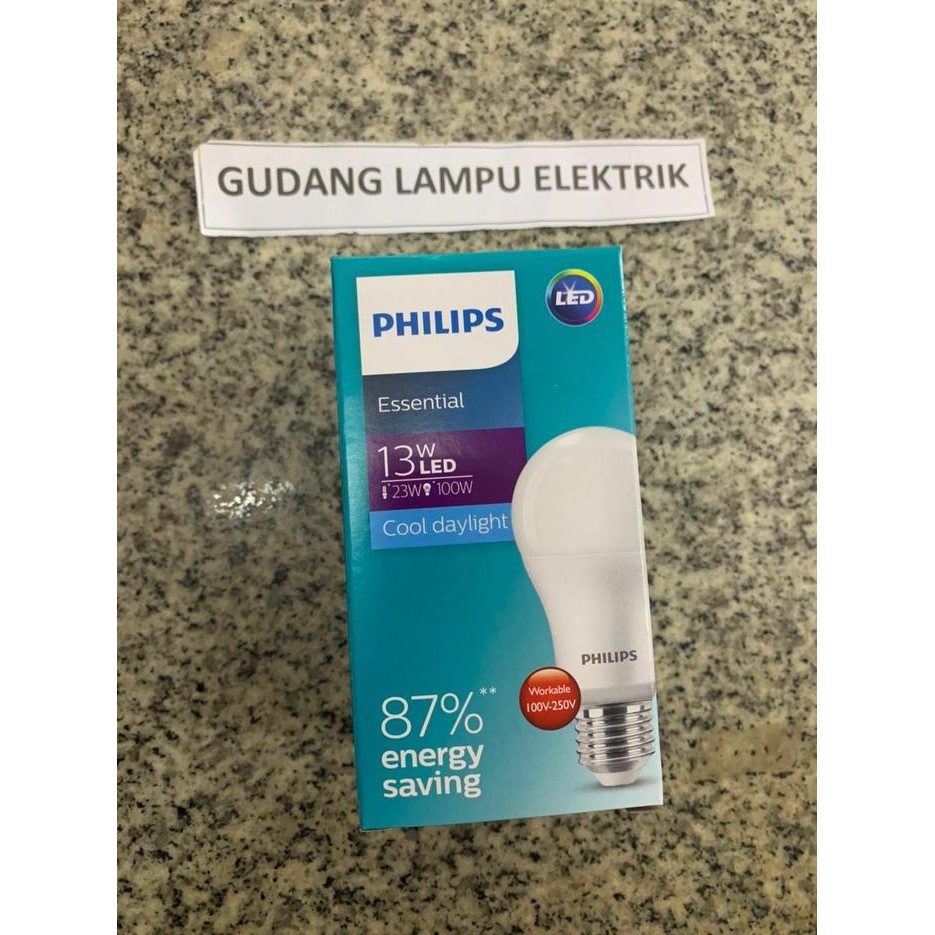 GUDANG LAMPU ELEKTRIK
PHILIPS
LED
Essential
13W
LED
23W 100W
Cool daylight
PHILIPS
Workable
100V-250V
87%**
energy
saving